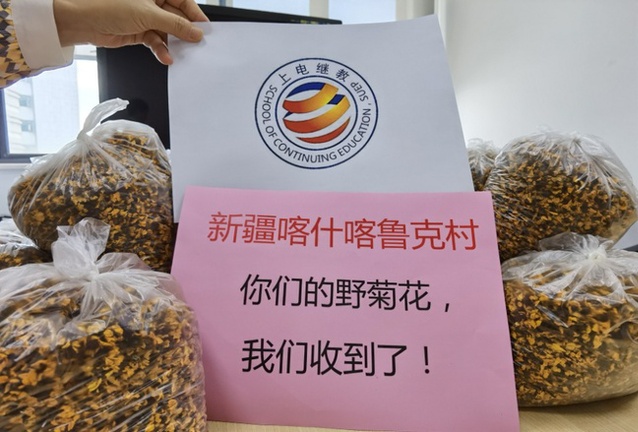 上电继教
SCHOOL OF CONTINUING EDUCATION, SUEP
新疆喀什喀鲁克村
你们的野菊花，
我们收到了！